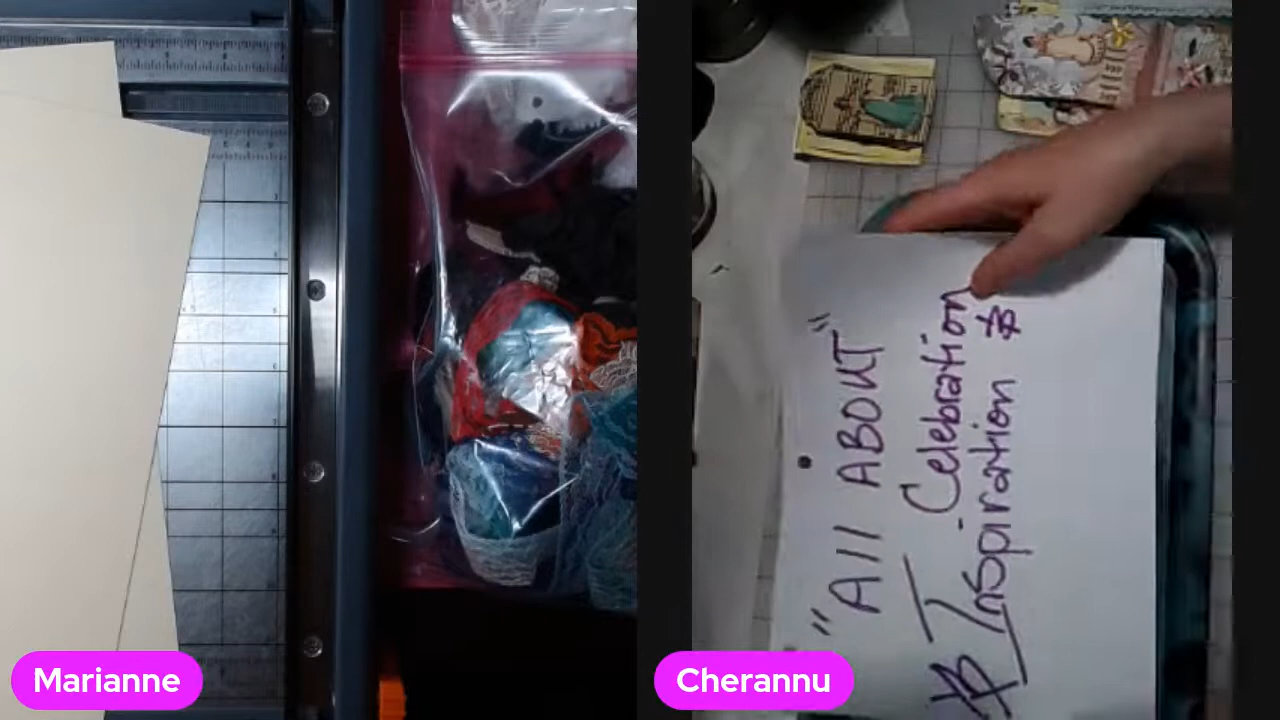 "All ABOUT"
Celebration
* Inspiration *
Marianne
Cherannu